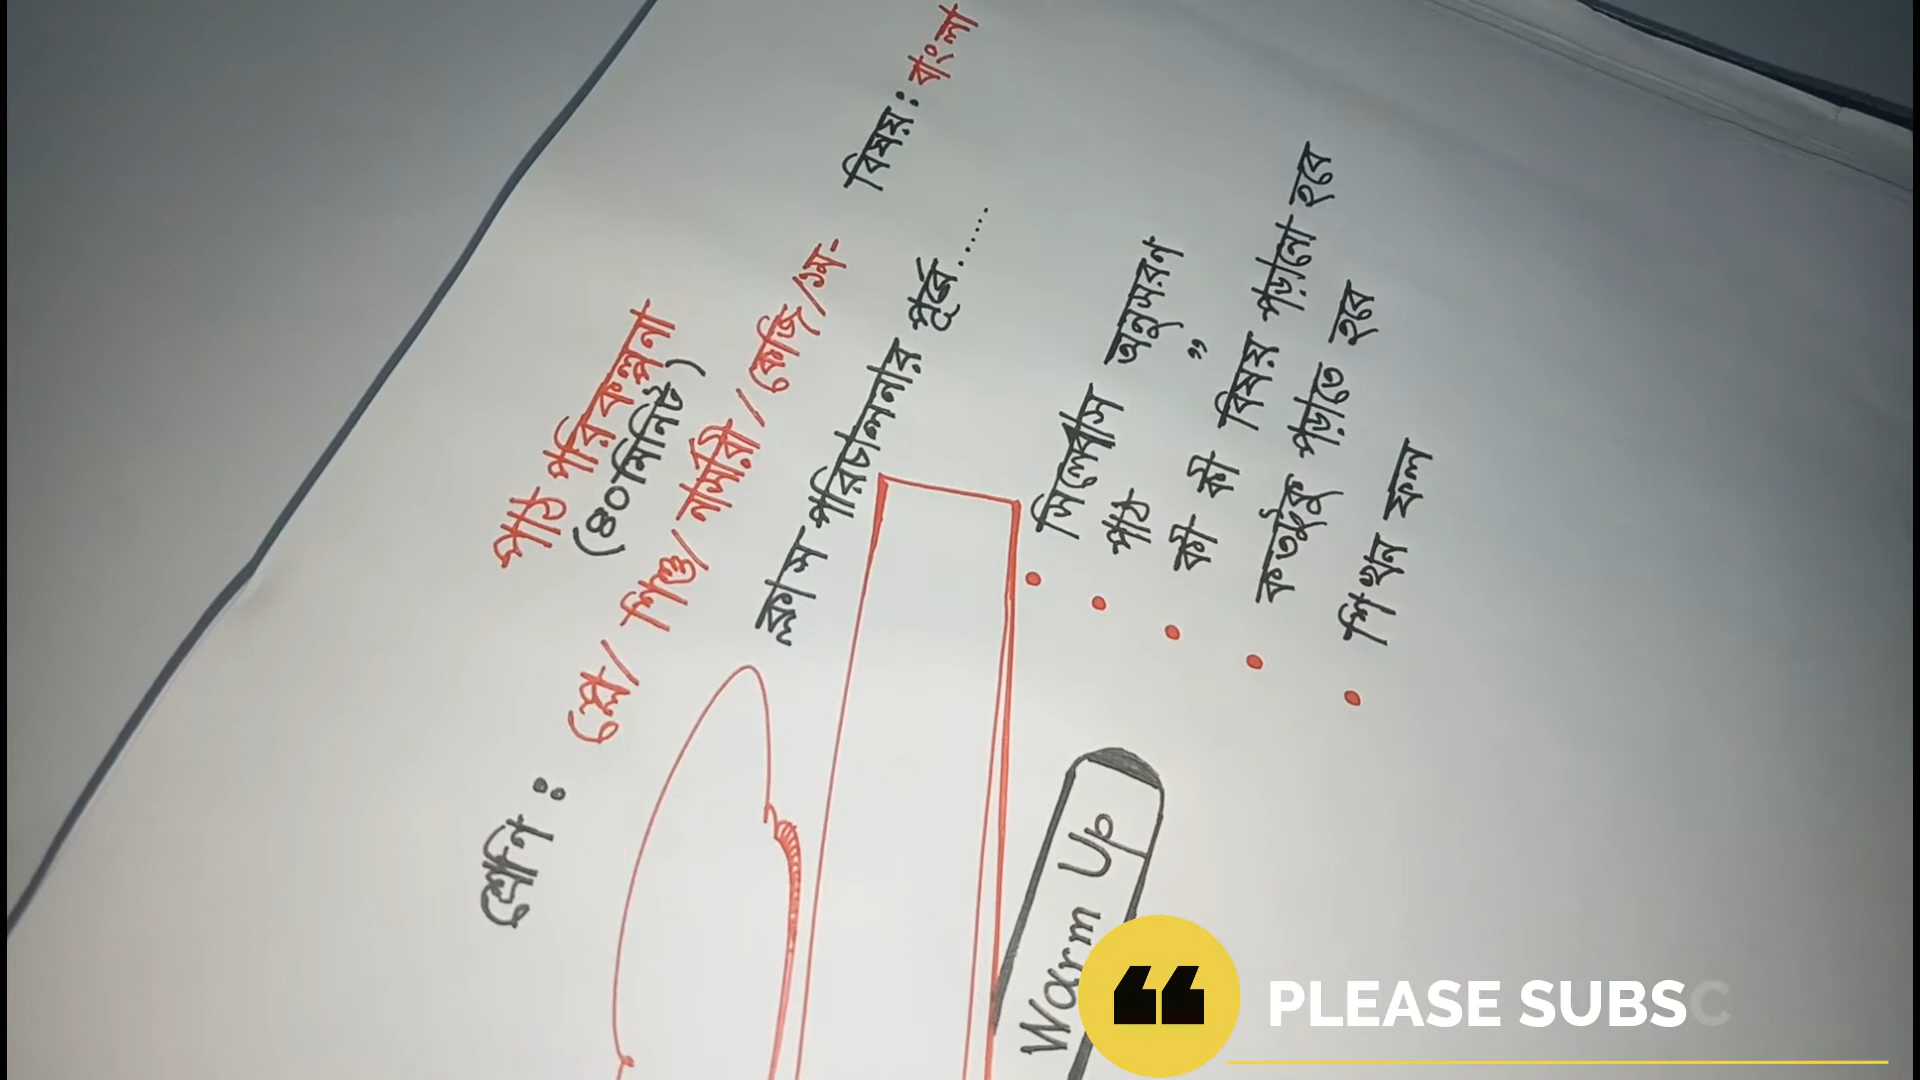 পাঠ পরিকল্পনা
(৪০মিনিট)
শ্রেণি : প্লে/ শিশু/ নার্সারী / কেজি /১ম- বিষয় : বাংলা
ক্লাস পরিচালনার পূর্বে......
সিলেবাস অনুসরণ
পাঠ "
কী কী বিষয় পড়ানো হবে
কতটুকু পড়াতে হবে
শিখন ফল
Warm Up
PLEASE SUBSC